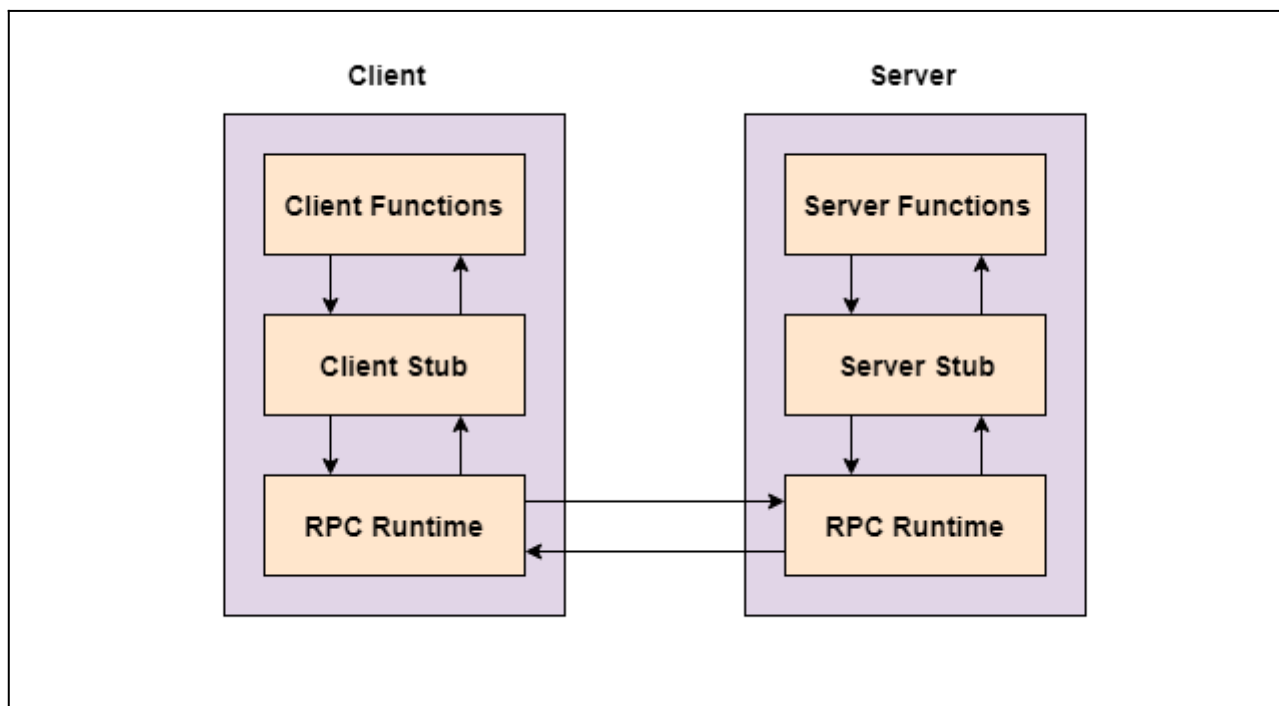 Client
Server
Client Functions
Server Functions
Client Stub
Server Stub
RPC Runtime
RPC Runtime